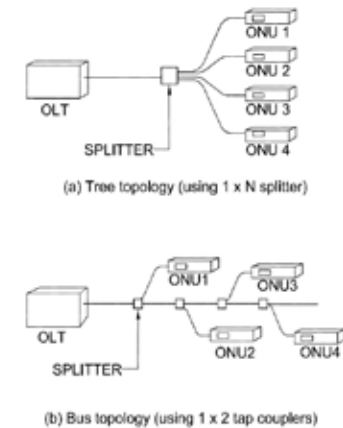 ONU 1
ONU 2
OLT
ONU 3
SPLITTER
ONU 4
(a) Tree topology (using 1 x N splitter)
ONU1
ONU3
OLT
ONU2
ONU4
SPLITTER
(b) Bus topology (using 1 x 2 tap couplers)